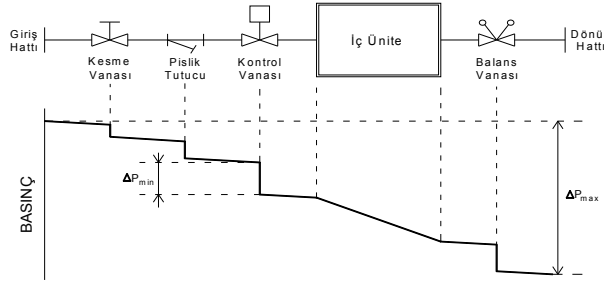 Giriş
Hattı
Kesme
Vanası
Pislik
Tutucu
Kontrol
Vanası
İç Ünite
Balans
Vanası
Dönüş
Hattı
BASINÇ
ΔPmin
ΔPmax